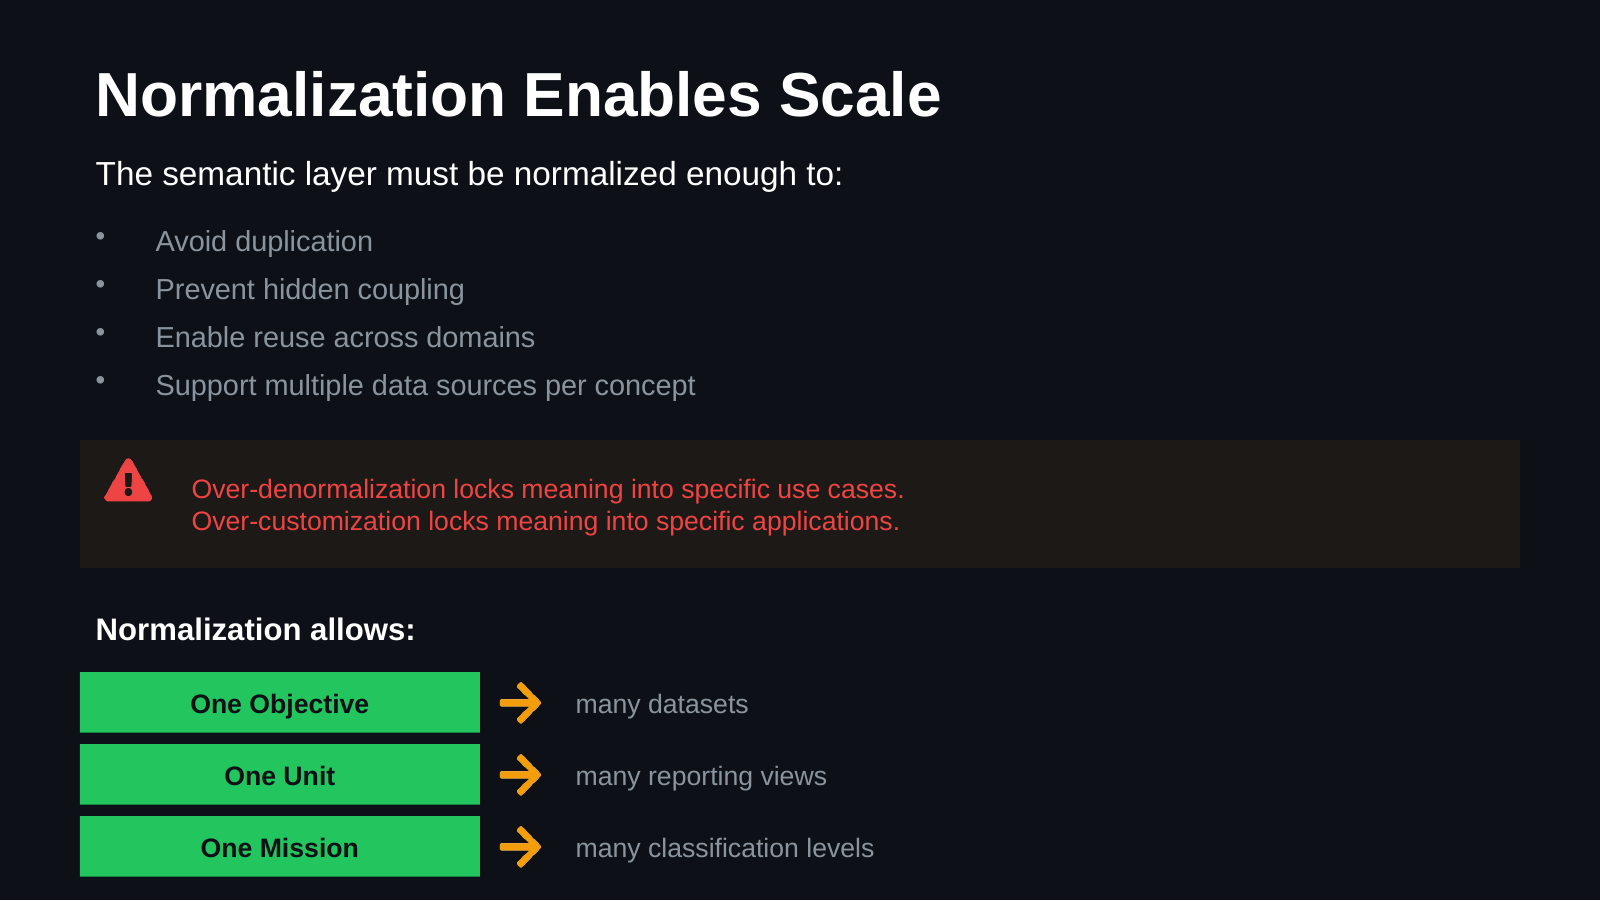 Normalization Enables Scale
The semantic layer must be normalized enough to:
• Avoid duplication
• Prevent hidden coupling
• Enable reuse across domains
• Support multiple data sources per concept
Over-denormalization locks meaning into specific use cases.
Over-customization locks meaning into specific applications.
Normalization allows:
One Objective → many datasets
One Unit → many reporting views
One Mission → many classification levels